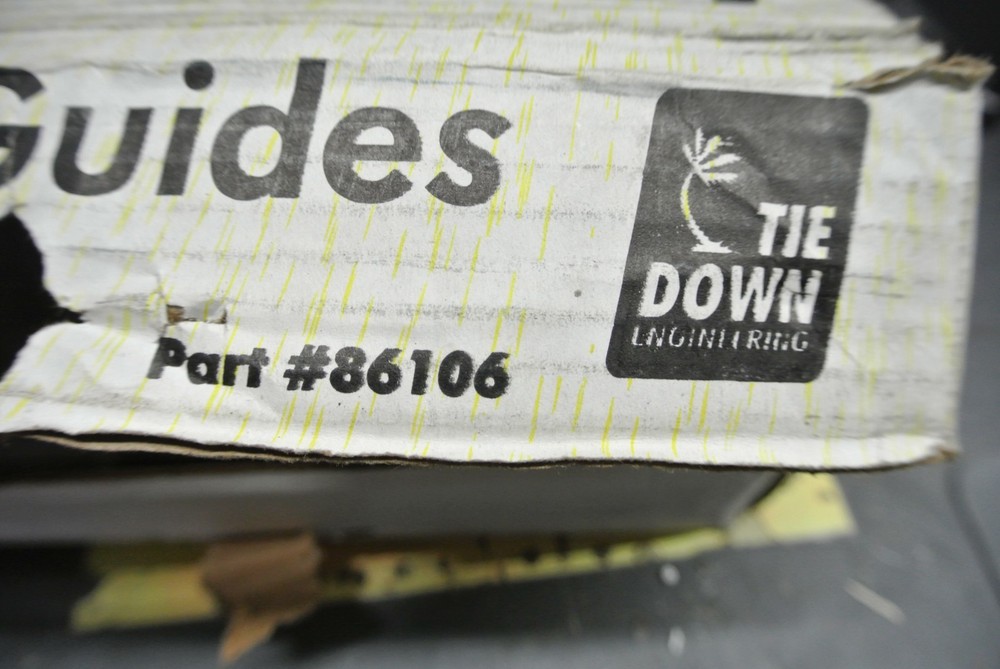 Guides
TIE
DOWN
ENGINEERING
Part #86106